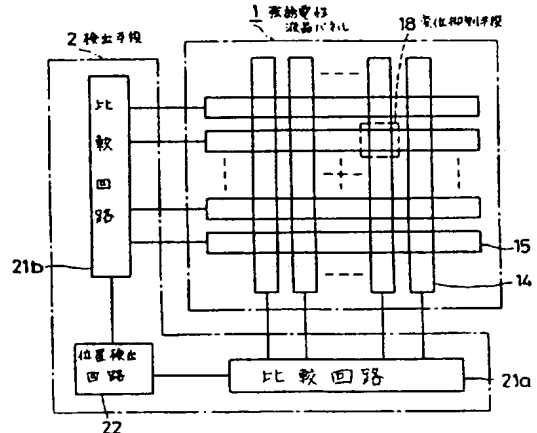 1 強誘電性
液晶パネル
18 変位抑制手段
2 検出手段
比較回路
21b
15
14
位置検出
回路
22
比較回路
21a